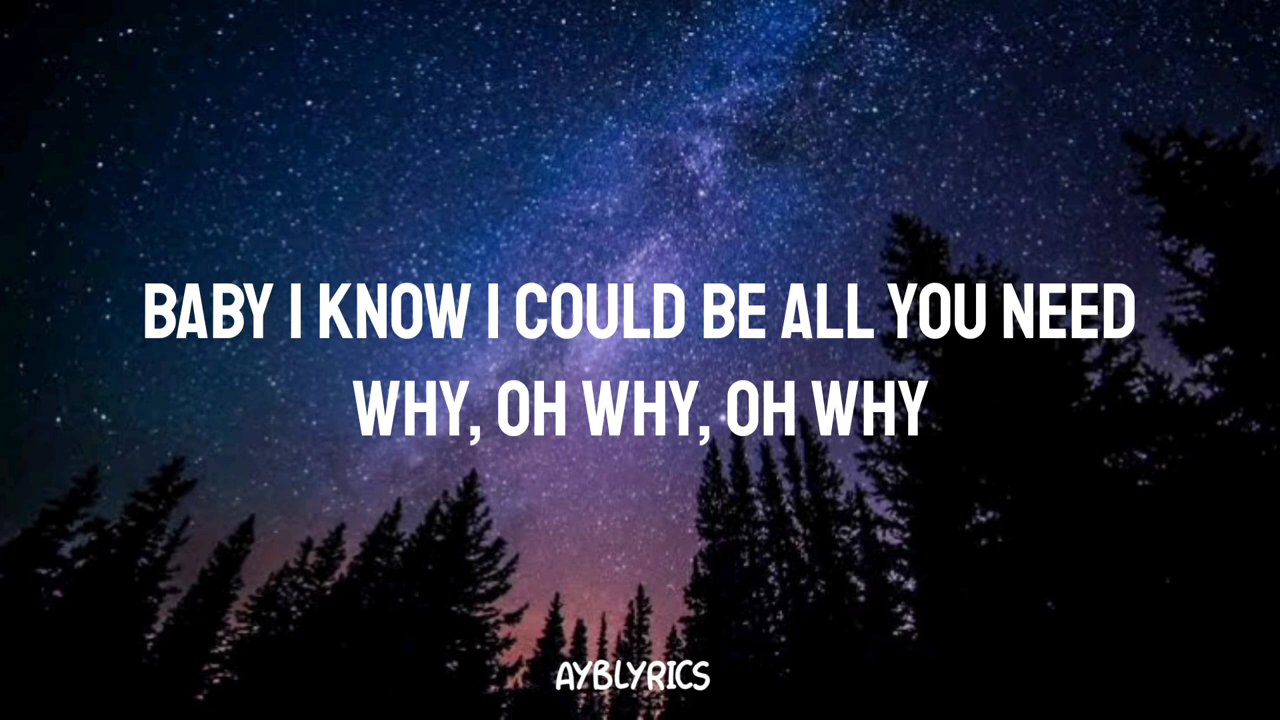 BABY I KNOW I COULD BE ALL YOU NEED
WHY, OH WHY, OH WHY
AYBLYRICS